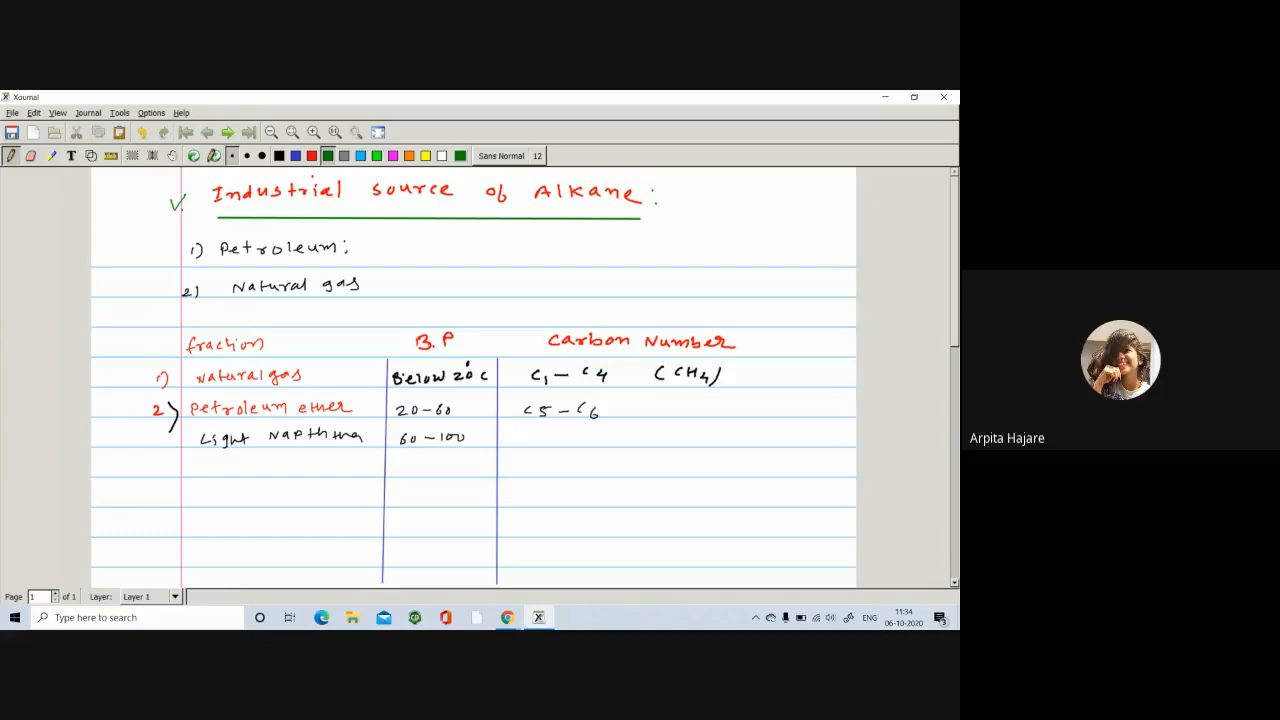 Xournal
File Edit View Journal Tools Options Help
Sans Normal 12
V. Industrial source of Alkane:
1) Petroleum:
2) Natural gas
fraction B.P Carbon Number
1) Natural gas Below 20°C C1 - C4 (CH4)
2) Petroleum ether 20-60 C5 - C6
Light Napththa 60-100
Arpita Hajare
Page 1 of 1 Layer: Layer 1
Type here to search
ENG
11:34
06-10-2020
3